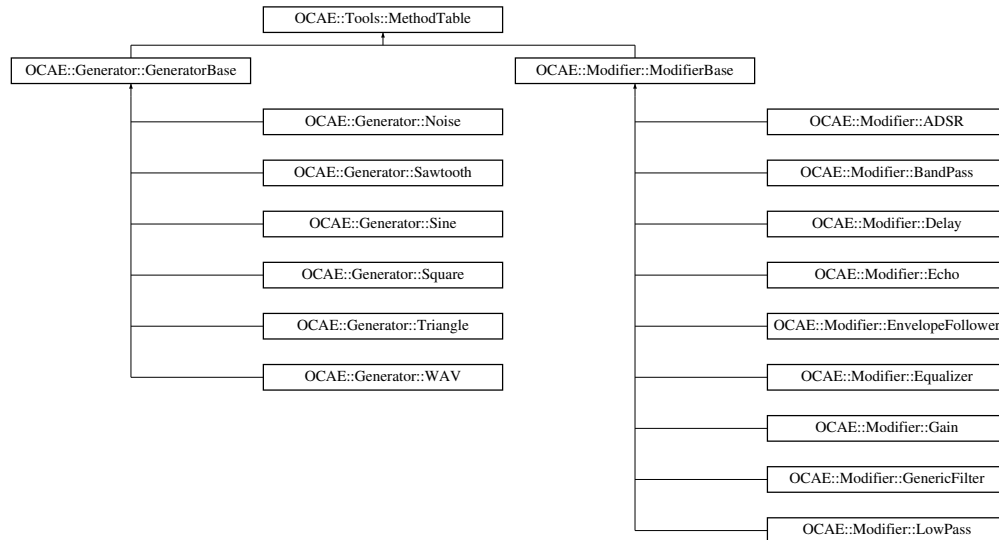 OCAE::Tools::MethodTable
OCAE::Generator::GeneratorBase
OCAE::Modifier::ModifierBase
OCAE::Generator::Noise
OCAE::Modifier::ADSR
OCAE::Generator::Sawtooth
OCAE::Modifier::BandPass
OCAE::Generator::Sine
OCAE::Modifier::Delay
OCAE::Generator::Square
OCAE::Modifier::Echo
OCAE::Generator::Triangle
OCAE::Modifier::EnvelopeFollower
OCAE::Generator::WAV
OCAE::Modifier::Equalizer
OCAE::Modifier::Gain
OCAE::Modifier::GenericFilter
OCAE::Modifier::LowPass